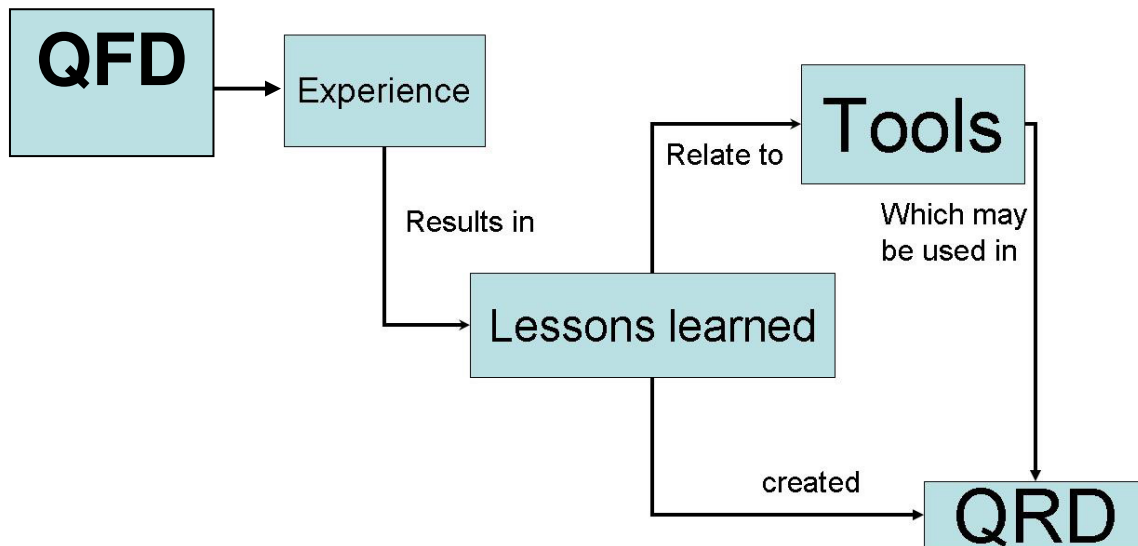 QFD
Experience
Results in
Lessons learned
Relate to
Tools
Which may
be used in
created
QRD